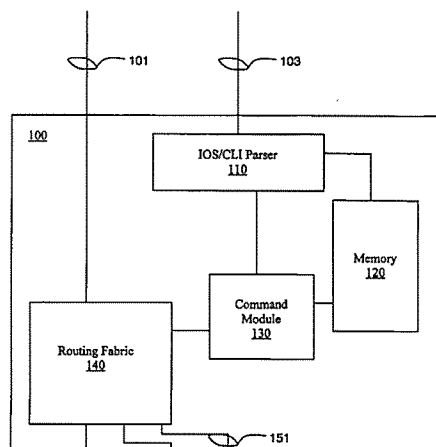 101
103
100
IOS/CLI Parser
110
Memory
120
Command
Module
130
Routing Fabric
140
151